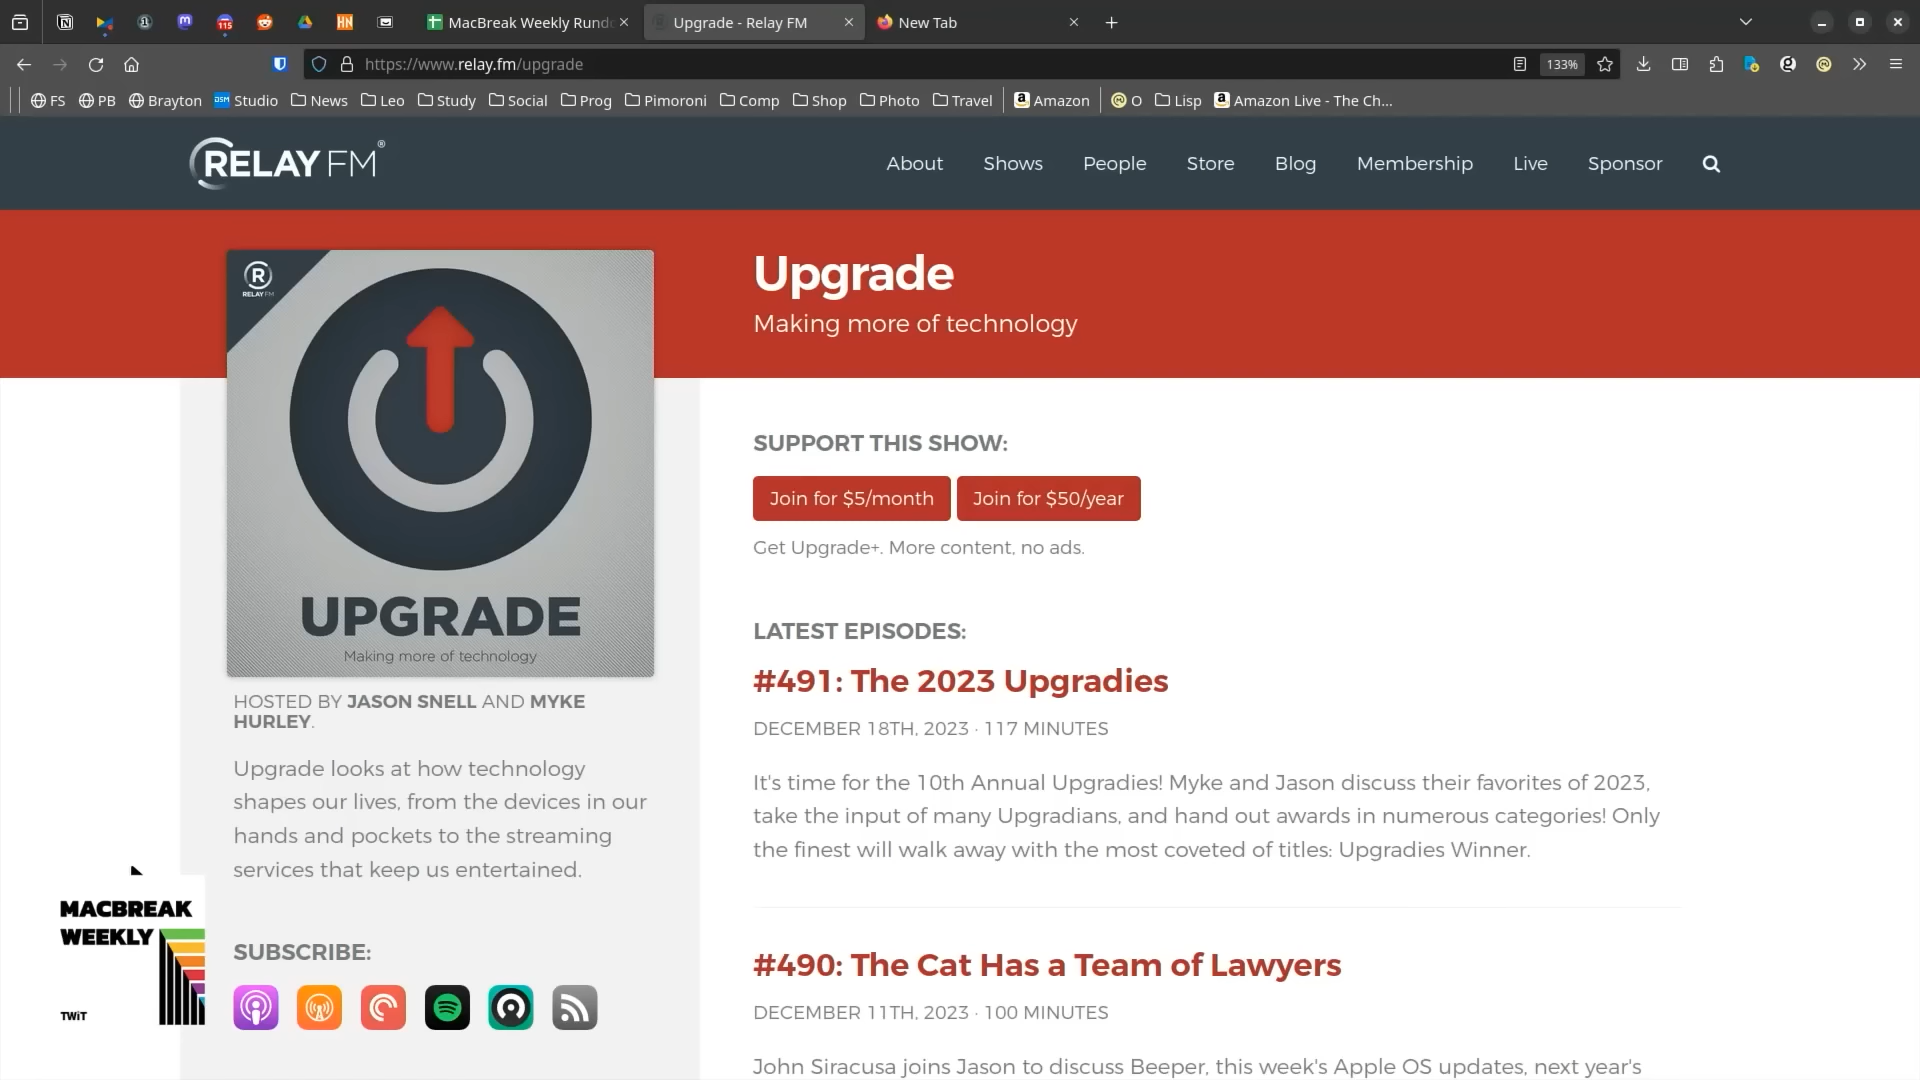 MacBreak Weekly Rund
Upgrade - Relay FM
New Tab
https://www.relay.fm/upgrade
133%
FS
PB
Brayton
Studio
News
Leo
Study
Social
Prog
Pimoroni
Comp
Shop
Photo
Travel
Amazon
O
Lisp
Amazon Live - The Ch...
RELAY FM®
About
Shows
People
Store
Blog
Membership
Live
Sponsor
R
RELAY FM
UPGRADE
Making more of technology
Upgrade
Making more of technology
HOSTED BY JASON SNELL AND MYKE
HURLEY.
Upgrade looks at how technology
shapes our lives, from the devices in our
hands and pockets to the streaming
services that keep us entertained.
SUBSCRIBE:
MACBREAK
WEEKLY
TWiT
SUPPORT THIS SHOW:
Join for $5/month
Join for $50/year
Get Upgrade+. More content, no ads.
LATEST EPISODES:
#491: The 2023 Upgradies
DECEMBER 18TH, 2023 · 117 MINUTES
It's time for the 10th Annual Upgradies! Myke and Jason discuss their favorites of 2023,
take the input of many Upgradians, and hand out awards in numerous categories! Only
the finest will walk away with the most coveted of titles: Upgradies Winner.
#490: The Cat Has a Team of Lawyers
DECEMBER 11TH, 2023 · 100 MINUTES
John Siracusa joins Jason to discuss Beeper, this week's Apple OS updates, next year's